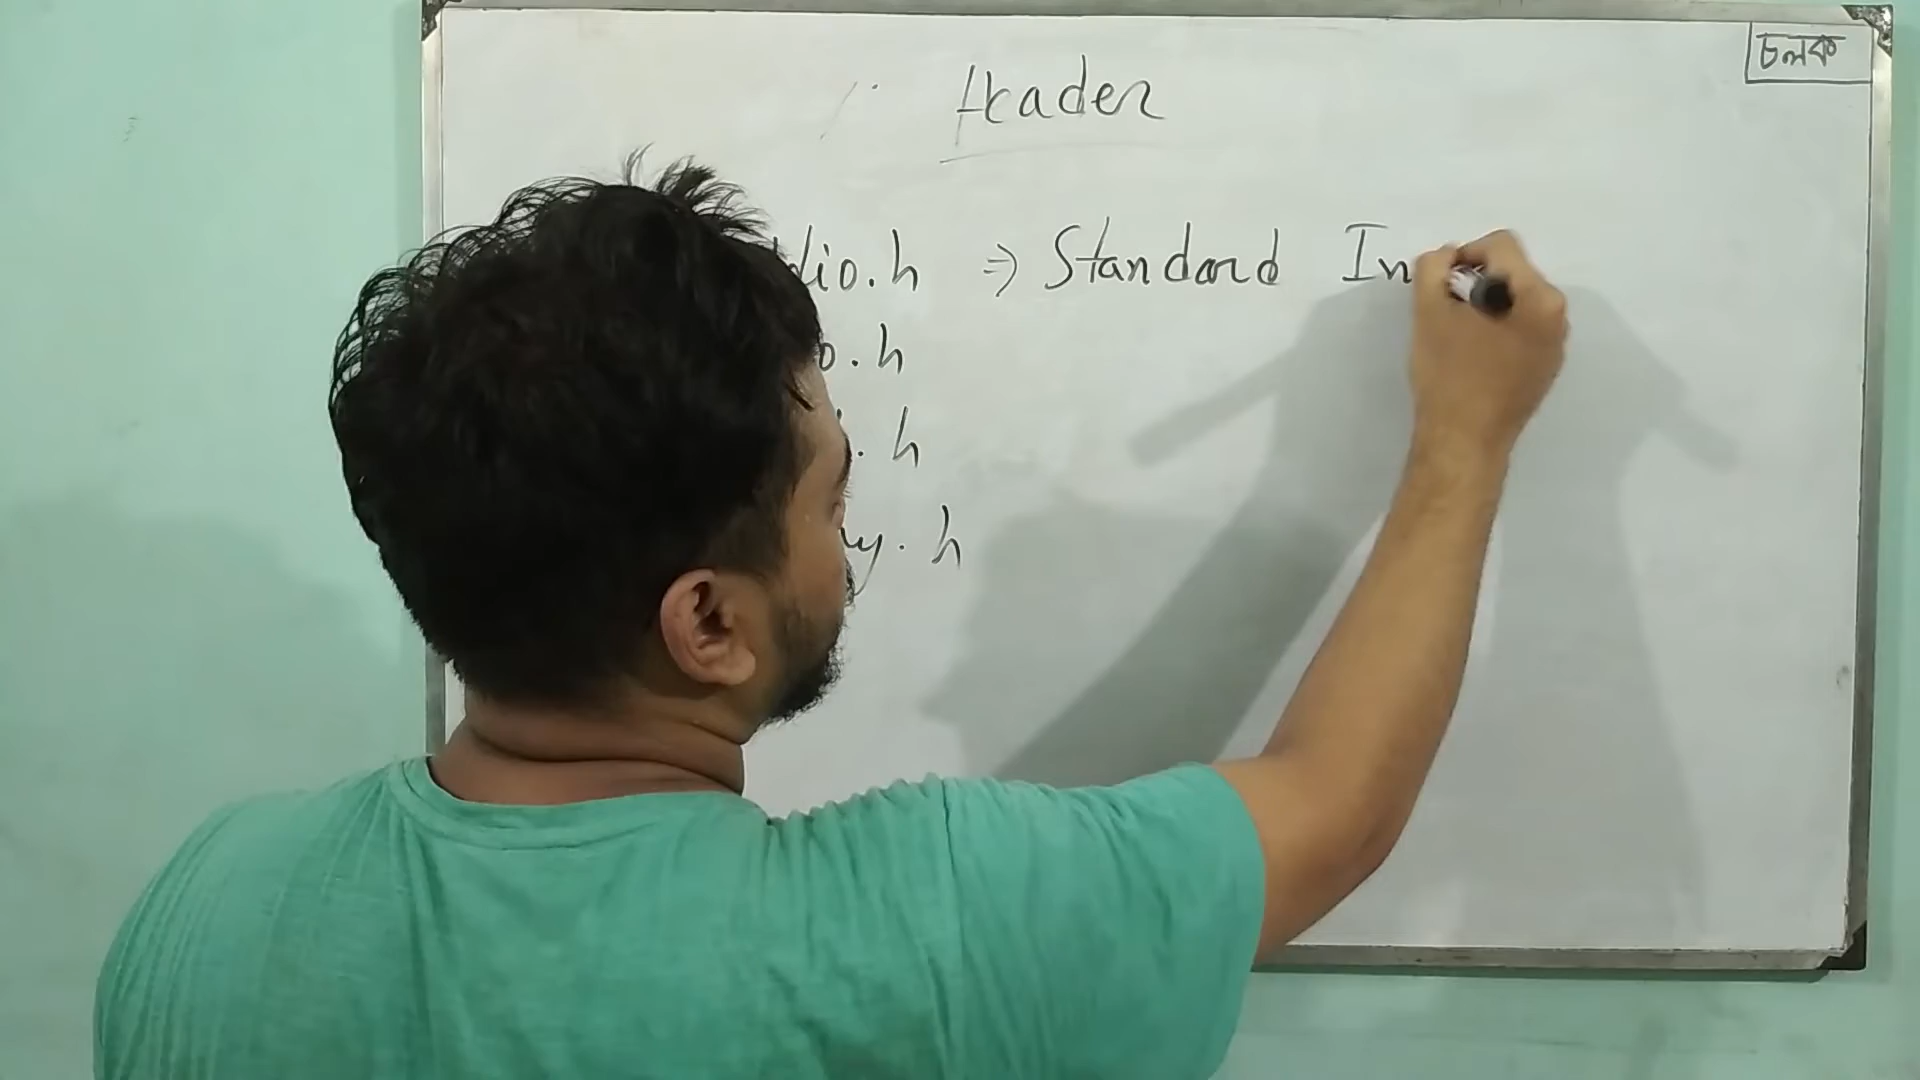 চলক
Header
dio.h => Standard In
o.h
. h
y. h